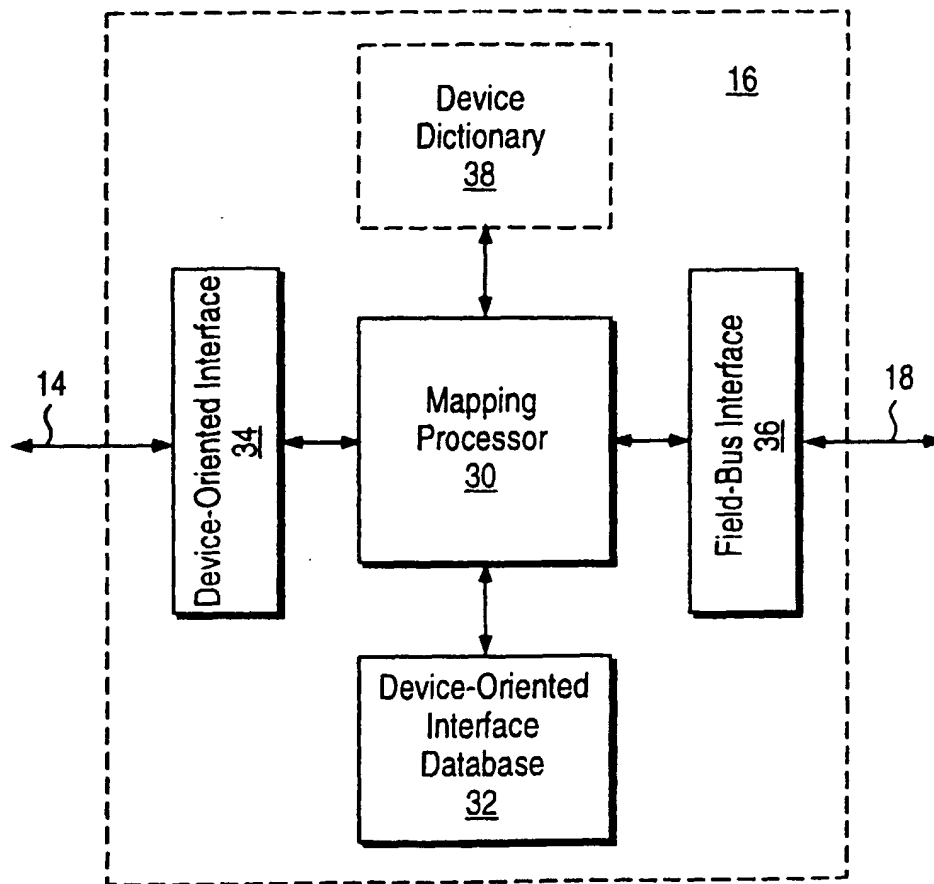 16
Device
Dictionary
38
14
Device-Oriented Interface
34
Mapping
Processor
30
Field-Bus Interface
36
18
Device-Oriented
Interface
Database
32